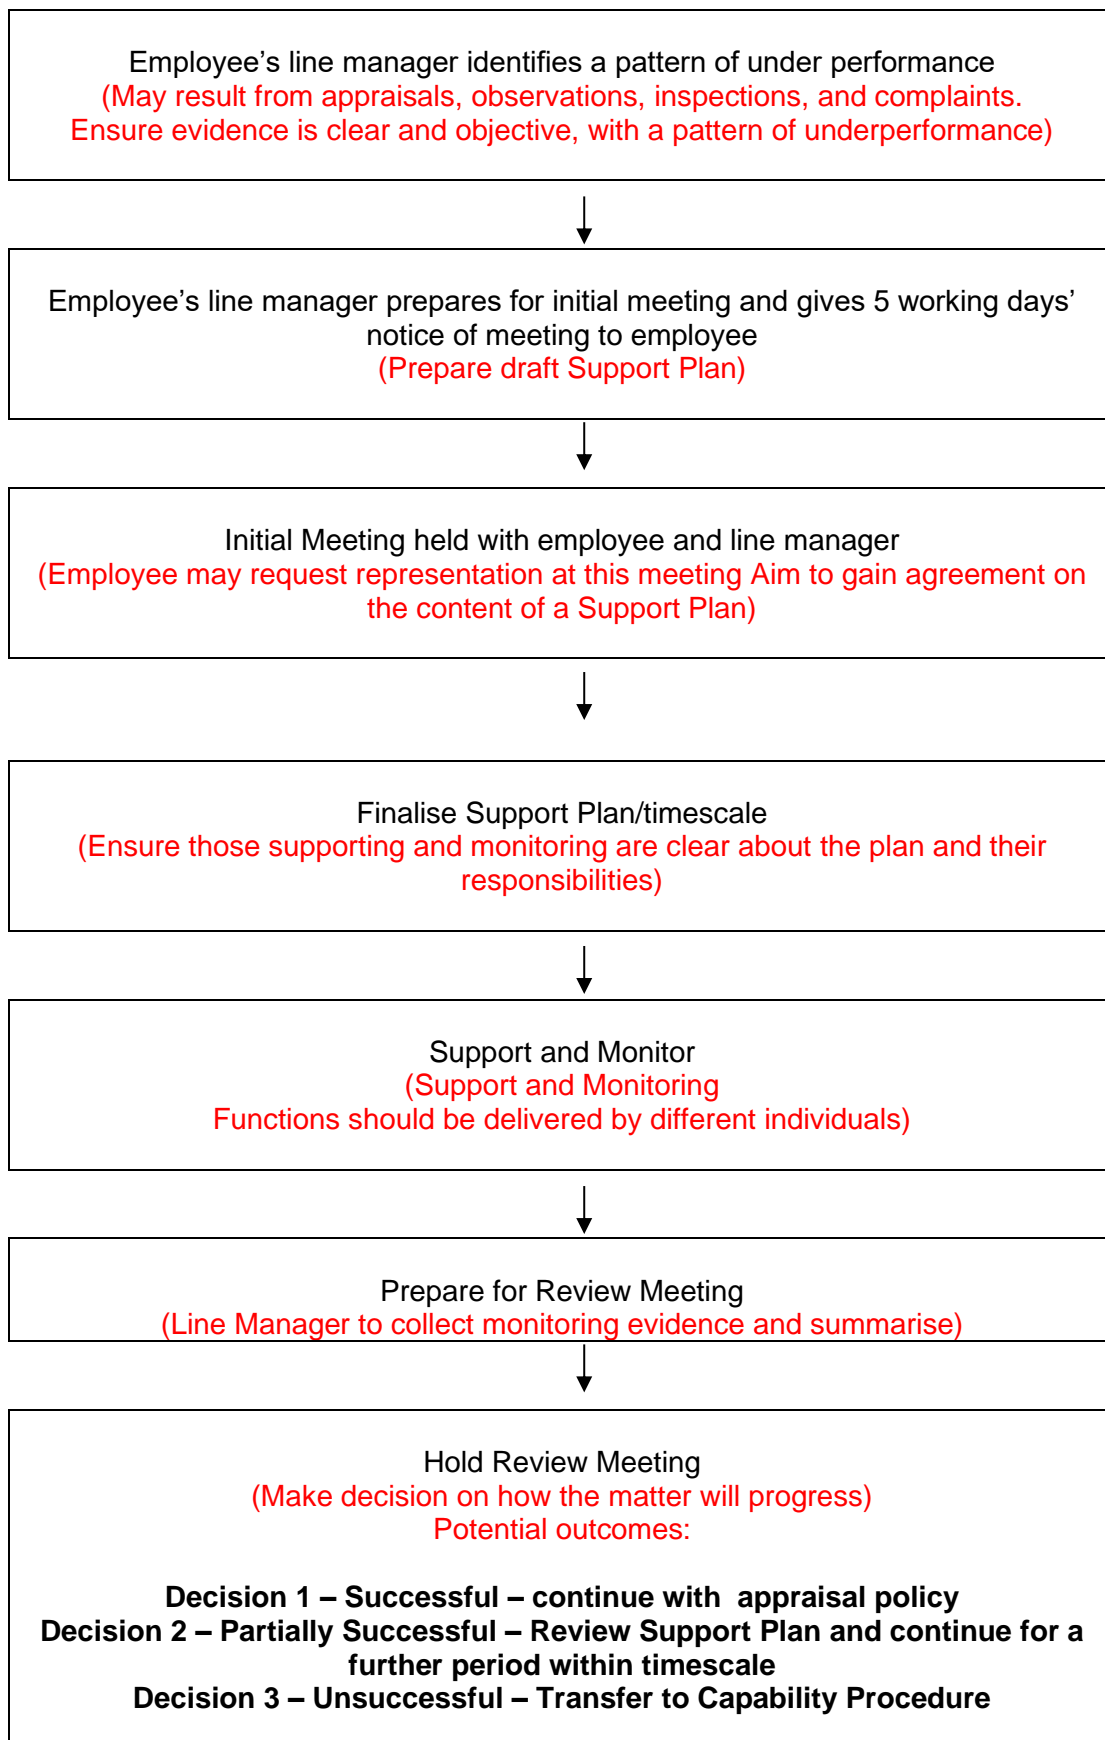 Employee’s line manager identifies a pattern of under performance
(May result from appraisals, observations, inspections, and complaints.
Ensure evidence is clear and objective, with a pattern of underperformance)
Employee’s line manager prepares for initial meeting and gives 5 working days’
notice of meeting to employee
(Prepare draft Support Plan)
Initial Meeting held with employee and line manager
(Employee may request representation at this meeting Aim to gain agreement on
the content of a Support Plan)
Finalise Support Plan/timescale
(Ensure those supporting and monitoring are clear about the plan and their
responsibilities)
Support and Monitor
(Support and Monitoring
Functions should be delivered by different individuals)
Prepare for Review Meeting
(Line Manager to collect monitoring evidence and summarise)
Hold Review Meeting
(Make decision on how the matter will progress)
Potential outcomes:
Decision 1 – Successful – continue with  appraisal policy
Decision 2 – Partially Successful – Review Support Plan and continue for a
further period within timescale
Decision 3 – Unsuccessful – Transfer to Capability Procedure